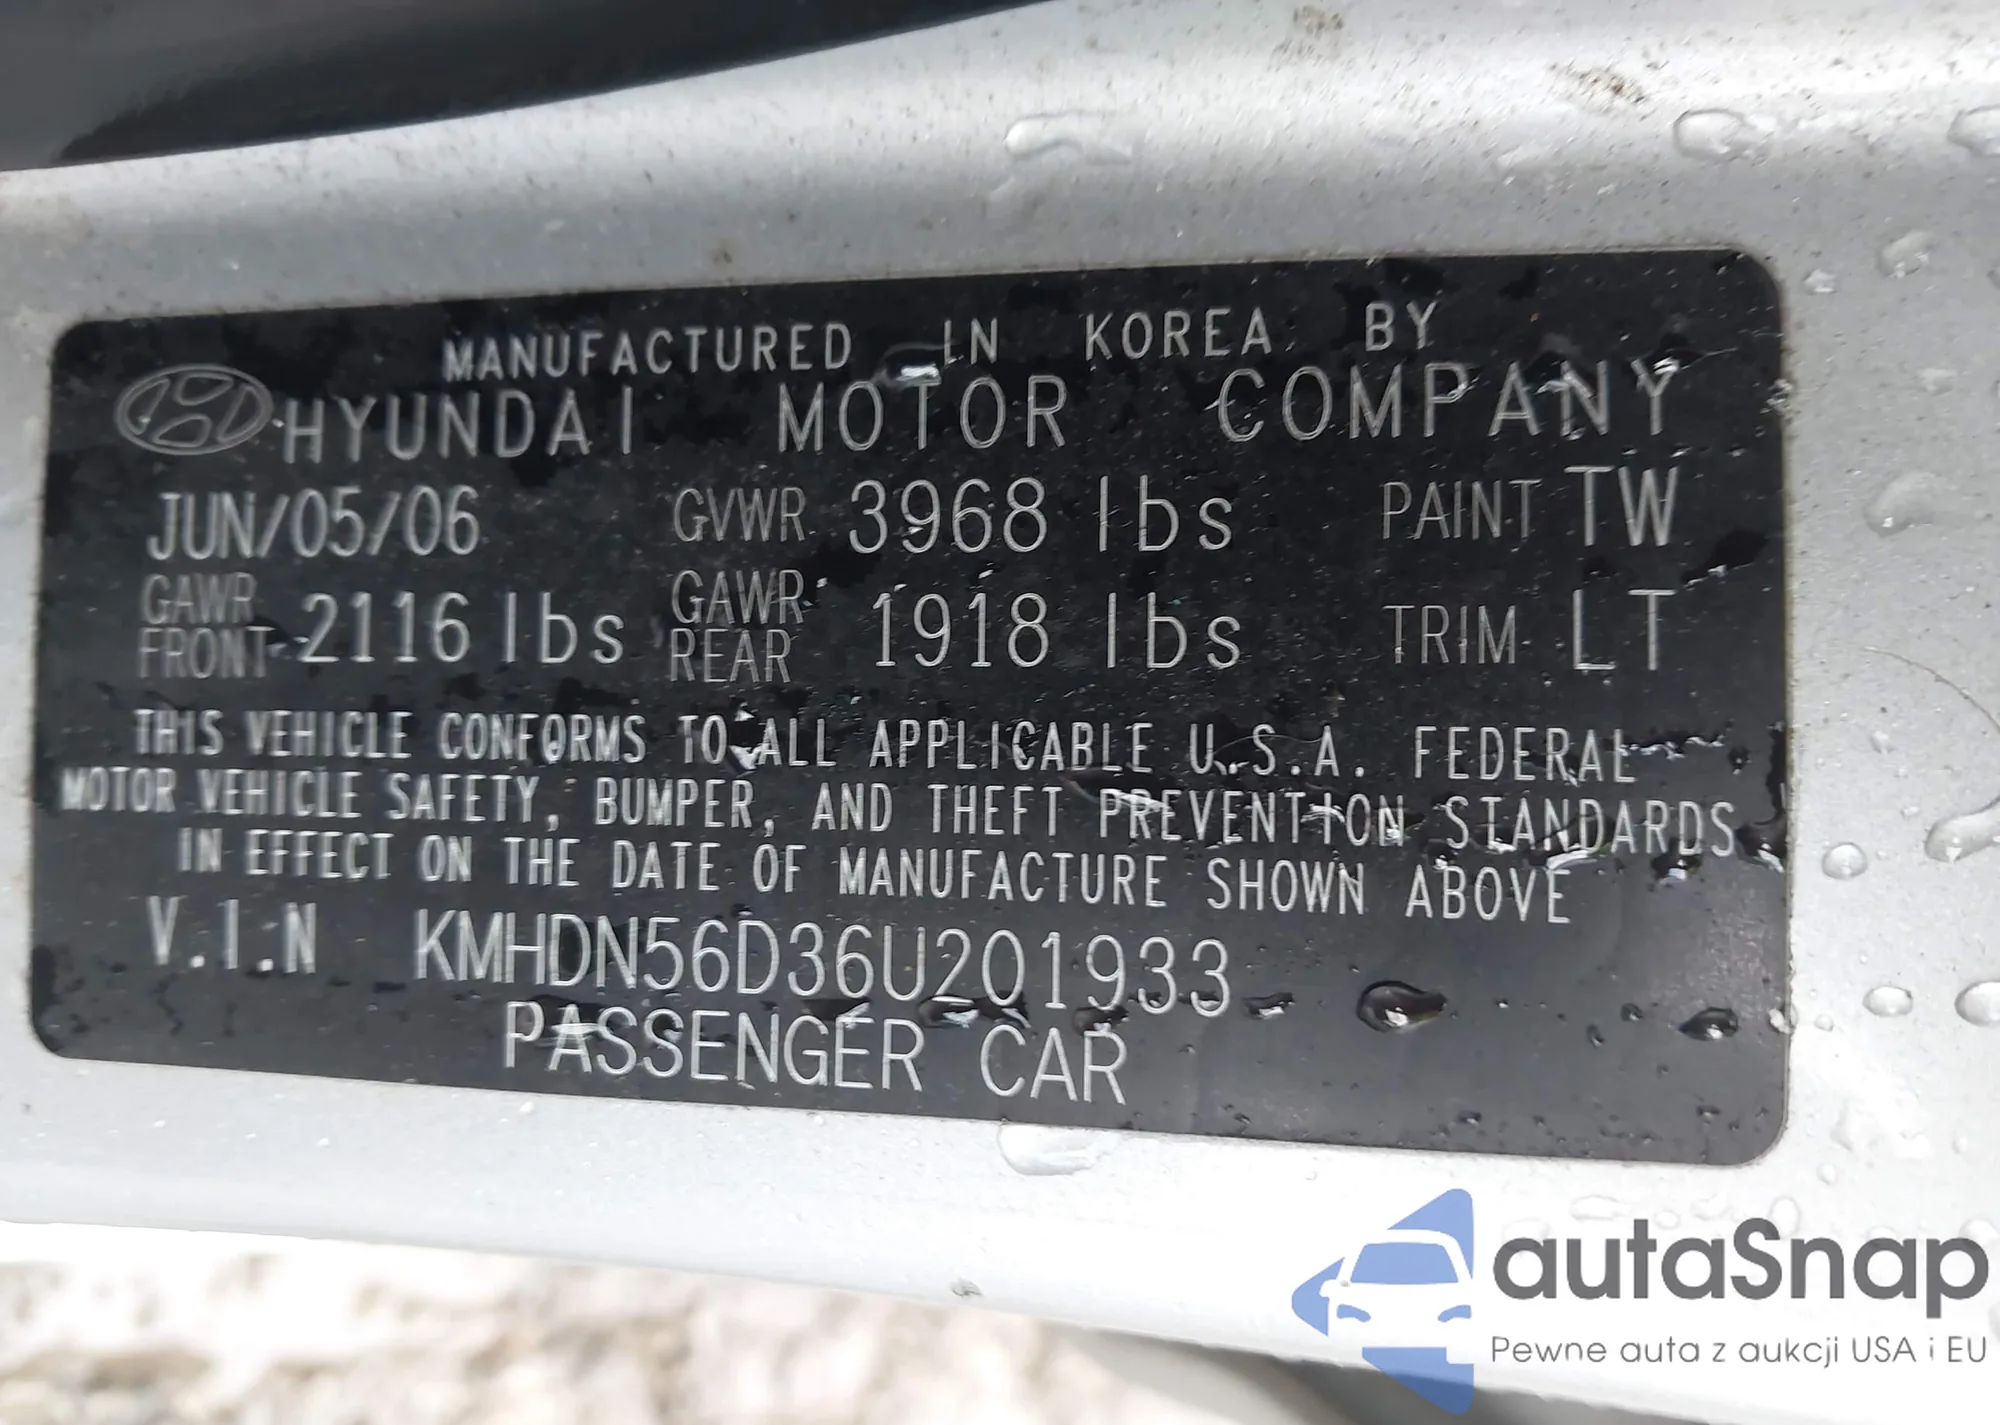 MANUFACTURED IN KOREA BY
HYUNDAI MOTOR COMPANY
JUN/05/06 GVWR 3968 lbs PAINT TW
GAWR FRONT 2116 lbs GAWR REAR 1918 lbs TRIM LT
THIS VEHICLE CONFORMS TO ALL APPLICABLE U.S.A. FEDERAL
MOTOR VEHICLE SAFETY, BUMPER, AND THEFT PREVENTION STANDARDS
IN EFFECT ON THE DATE OF MANUFACTURE SHOWN ABOVE
V.I.N KMHDN56D36U201933
PASSENGER CAR
autaSnap
Pewne auta z aukcji USA i EU